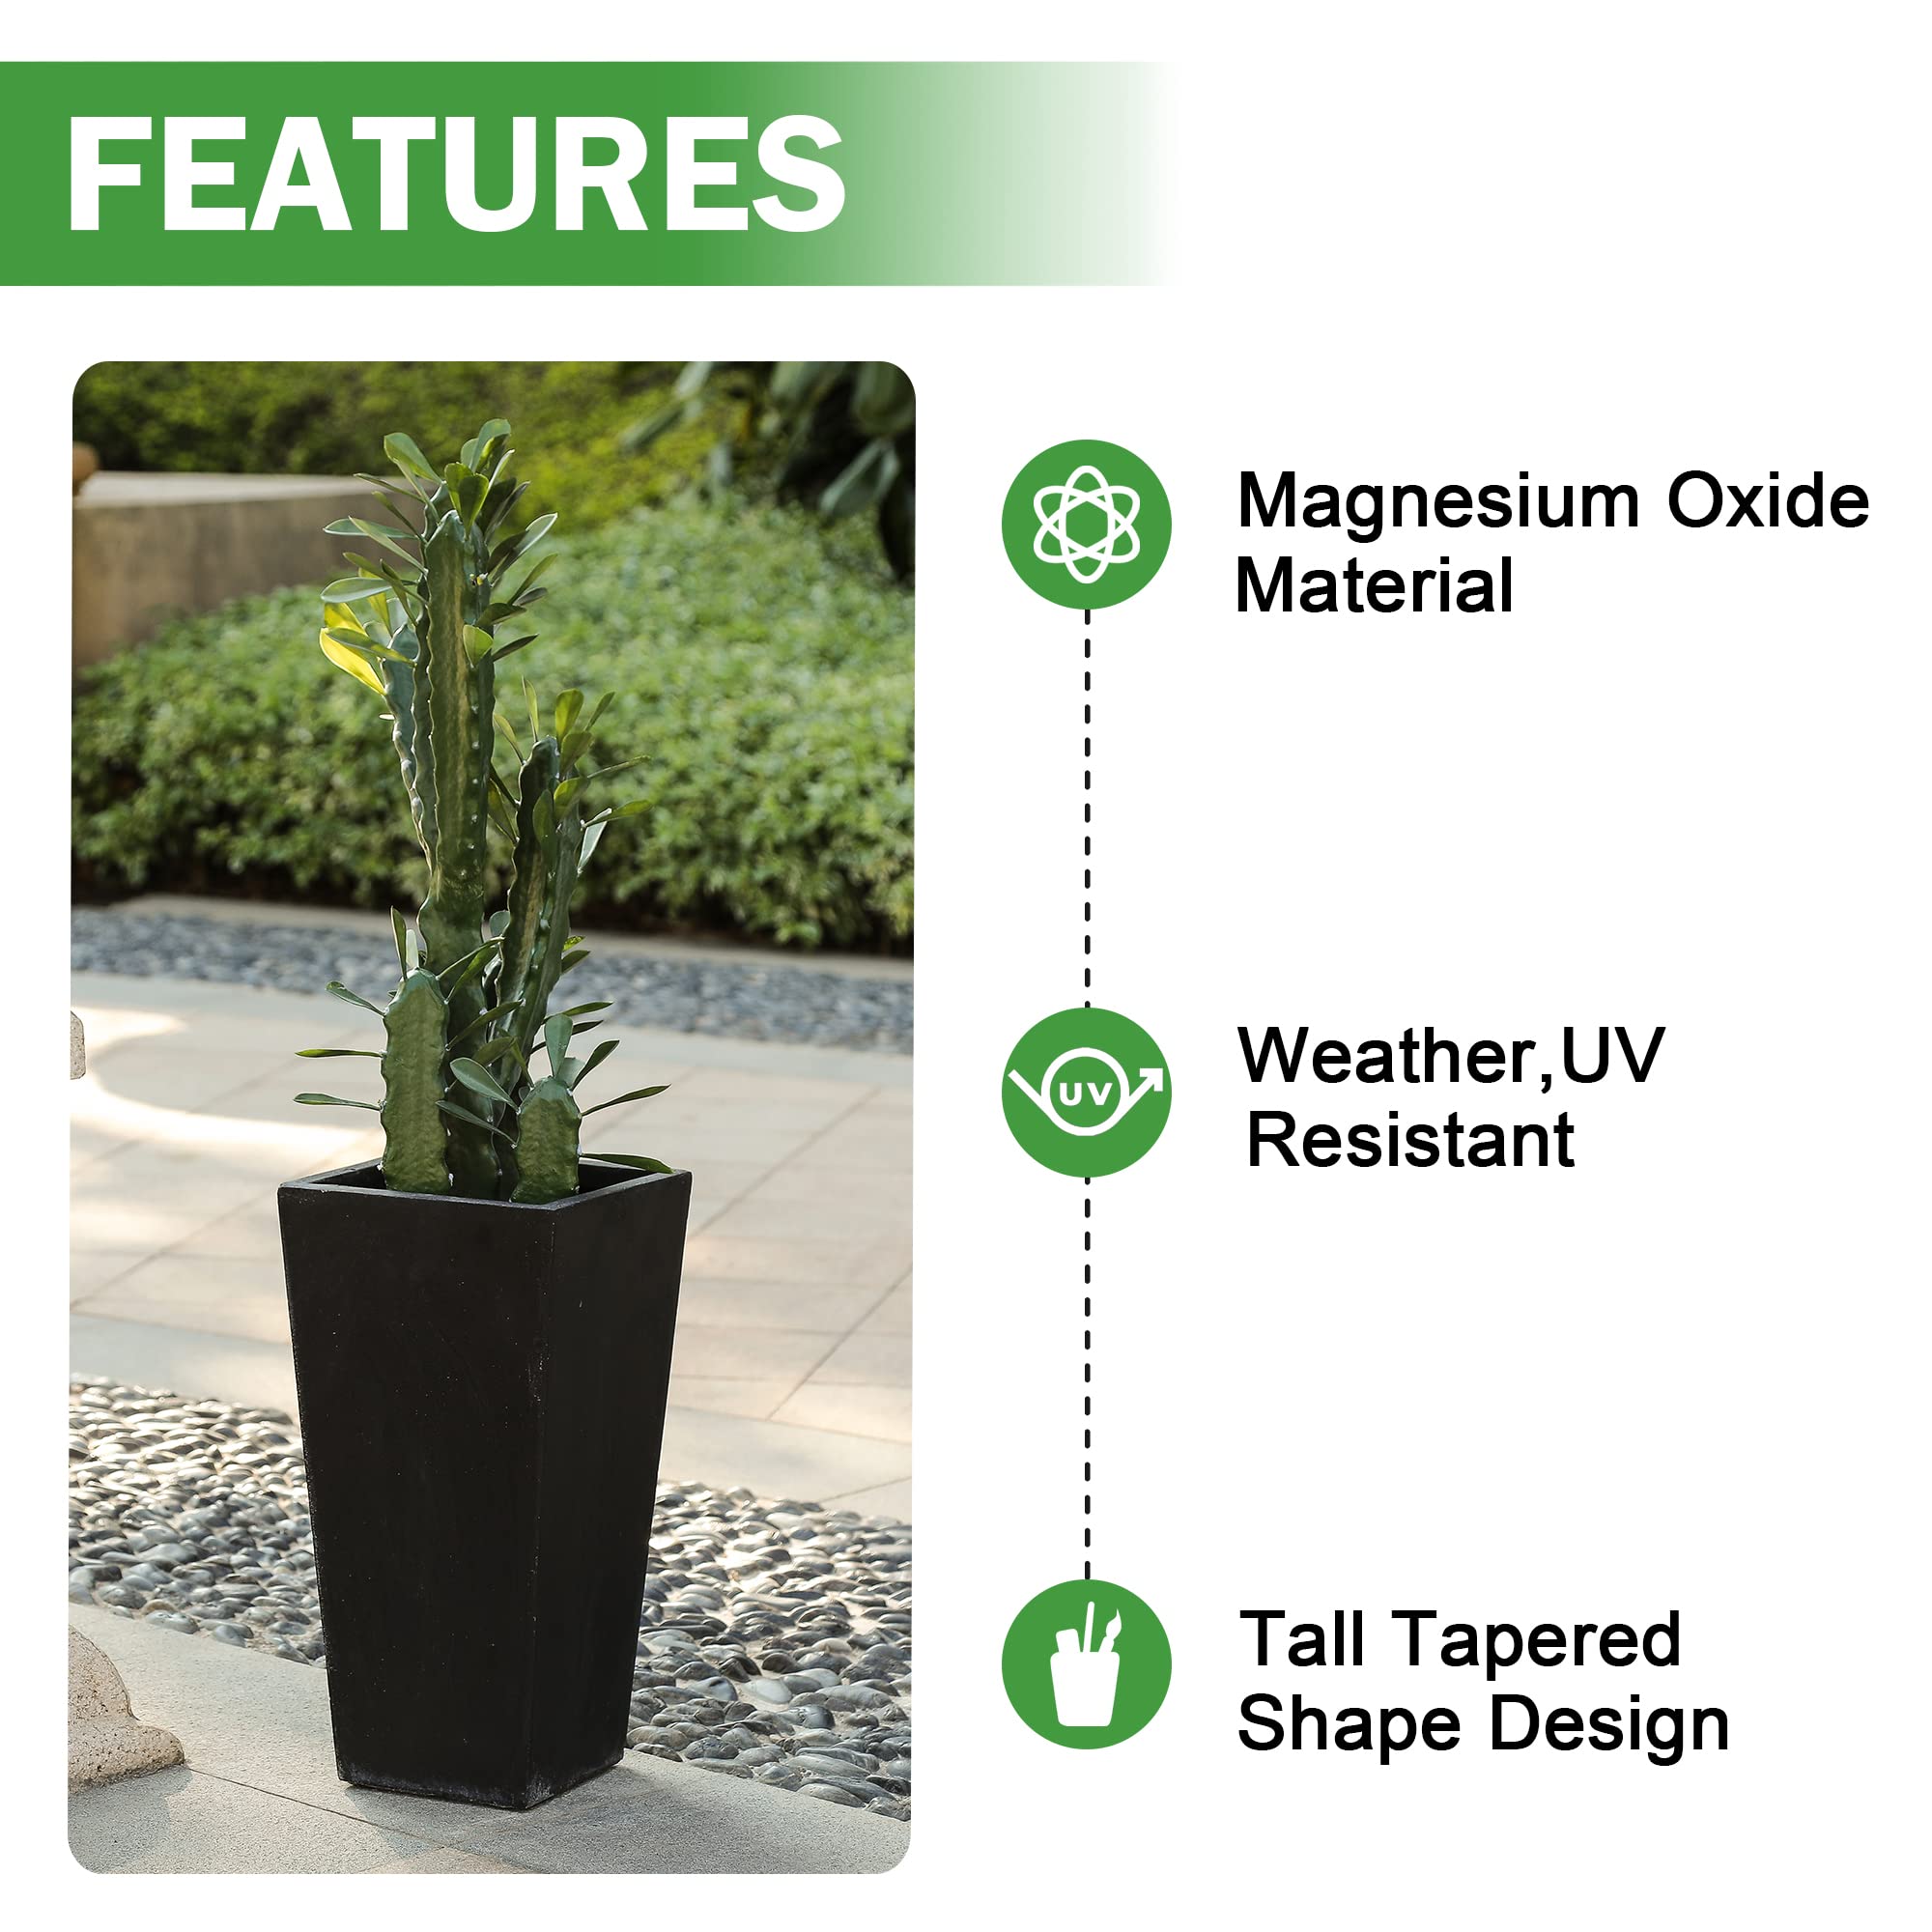 FEATURES
Magnesium Oxide
Material
UV
Weather,UV
Resistant
Tall Tapered
Shape Design